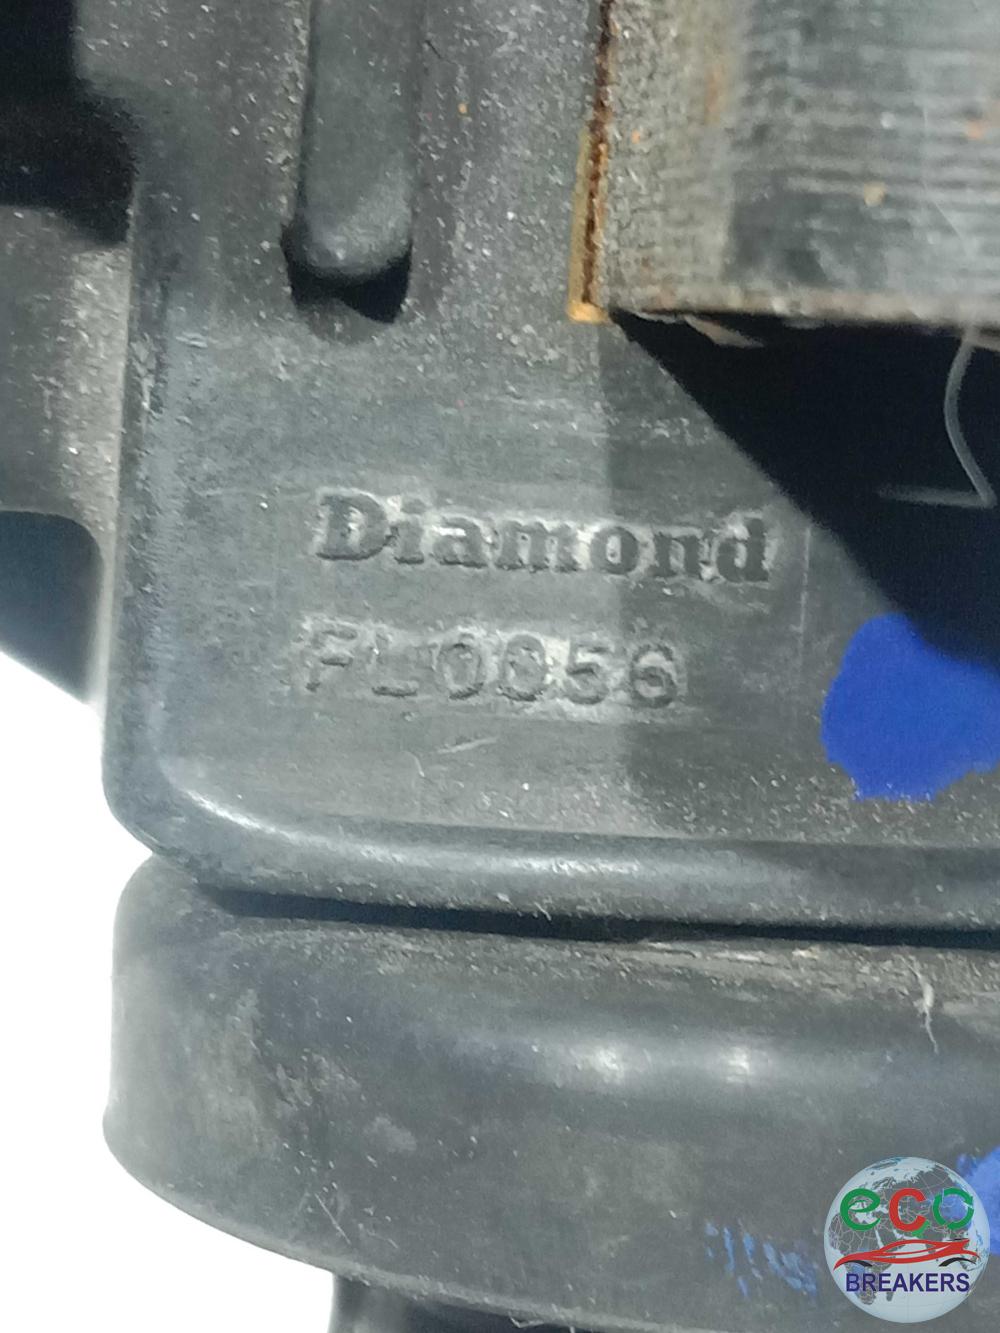 Diamond
FL0056
eco
BREAKERS